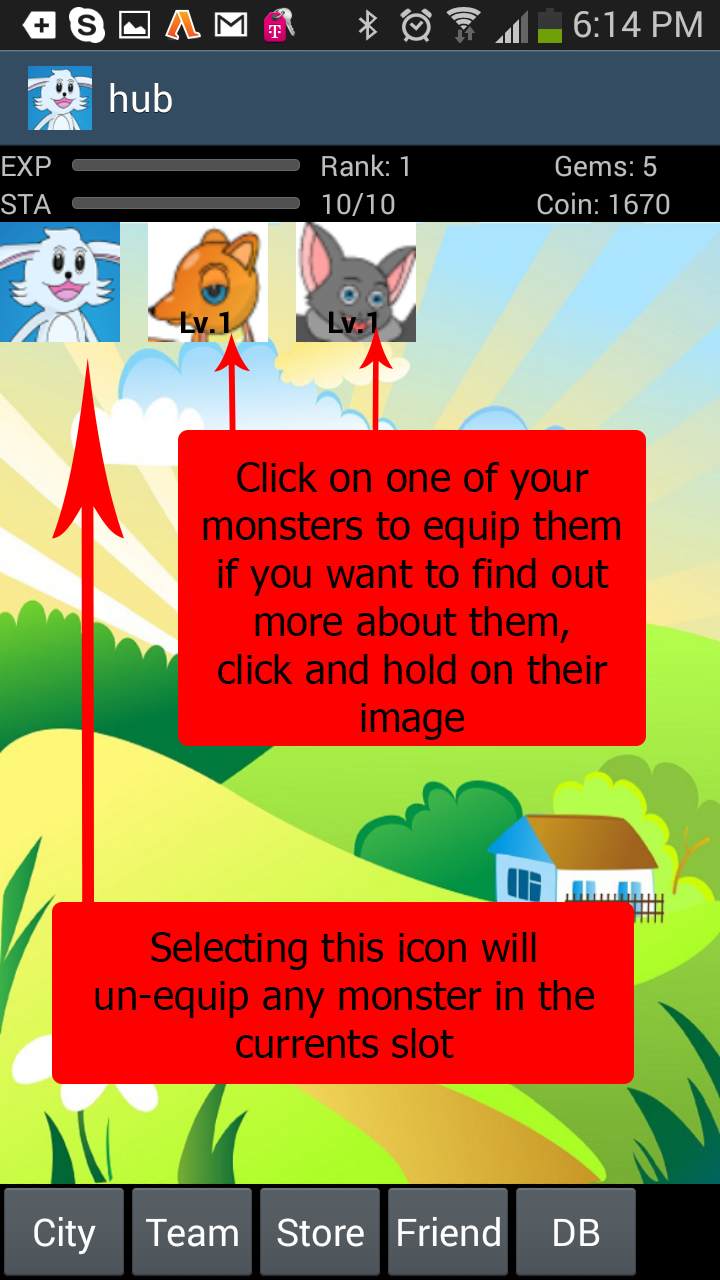 6:14 PM
hub
EXP Rank: 1 Gems: 5
STA 10/10 Coin: 1670
Lv.1 Lv.1
Click on one of your
monsters to equip them
if you want to find out
more about them,
click and hold on their
image
Selecting this icon will
un-equip any monster in the
currents slot
City Team Store Friend DB